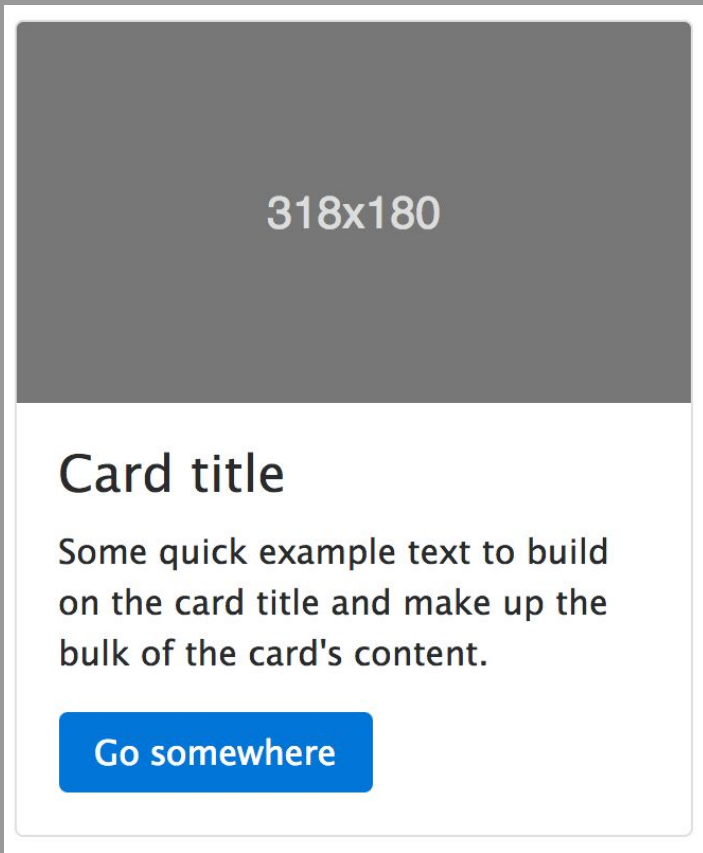 318x180
Card title
Some quick example text to build
on the card title and make up the
bulk of the card's content.
Go somewhere